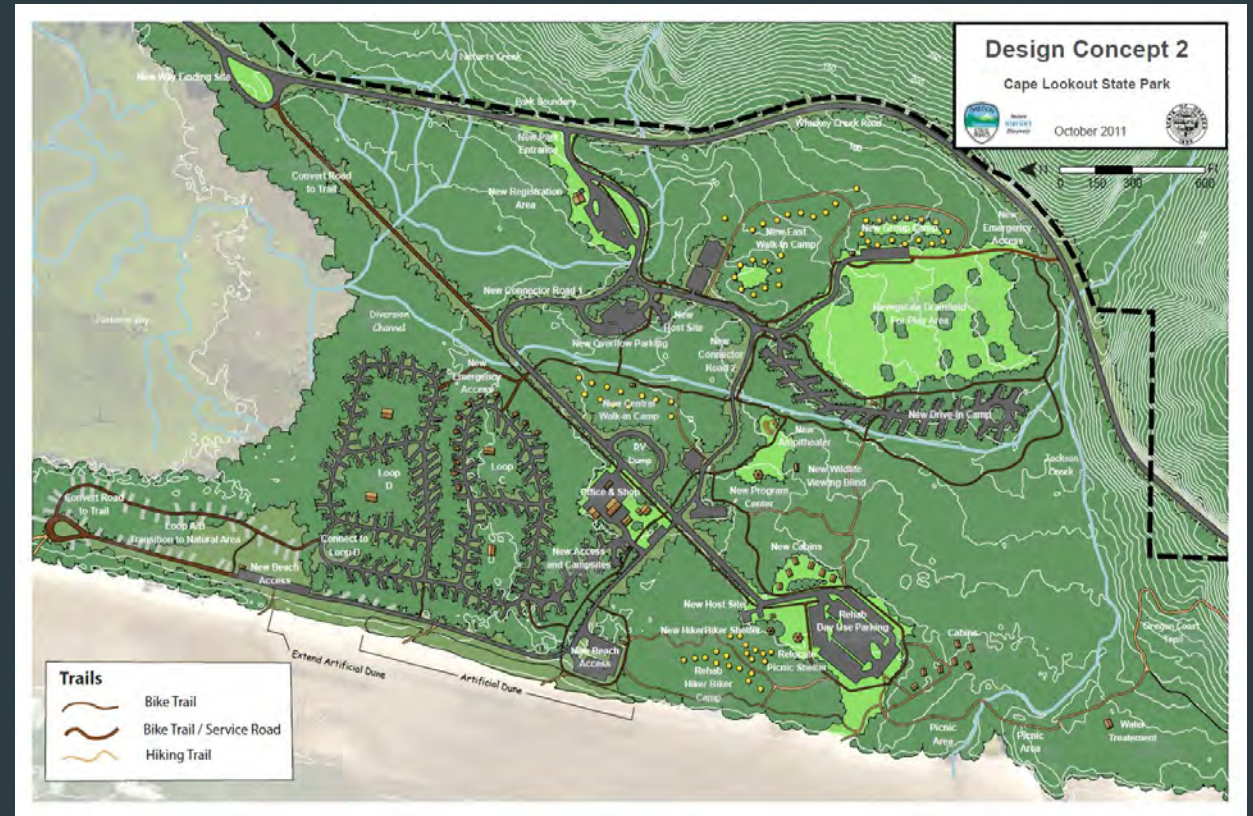 Design Concept 2
Cape Lookout State Park
October 2011
N
0 150 300 600 Ft
New Way Finding Site
Netarts Creek
Park Boundary
Whiskey Creek Road
New Park
Entrance
New Registration
Area
Convert Road
to Trail
New East
Walk-in Camp
New Group Camp
New
Emergency
Access
Revegetate Drainfield
For Play Area
New Connector Road 1
Diversion
Channel
New
Host Site
New Overflow Parking
New
Connector
Road 2
New
Emergency
Access
New Central
Walk-in Camp
New Drive-In Camp
New
Ampitheater
New Wildlife
Viewing Blind
New Program
Center
Jackson
Creek
RV
Dump
Office & Shop
Loop
C
Loop
D
Convert Road
to Trail
Loop A/B
Transition to Natural Area
Connect to
Loop D
New Access
and Campsites
New Beach
Access
New Cabins
New Host Site
New Hiker/Biker Shelter
Rehab
Day Use Parking
Relocate
Picnic Shelter
Cabins
Oregon Coast
Trail
New Beach
Access
Rehab
Hiker Biker
Camp
Extend Artificial Dune
Artificial Dune
Picnic
Area
Picnic
Area
Water
Treatement
Trails
Bike Trail
Bike Trail / Service Road
Hiking Trail